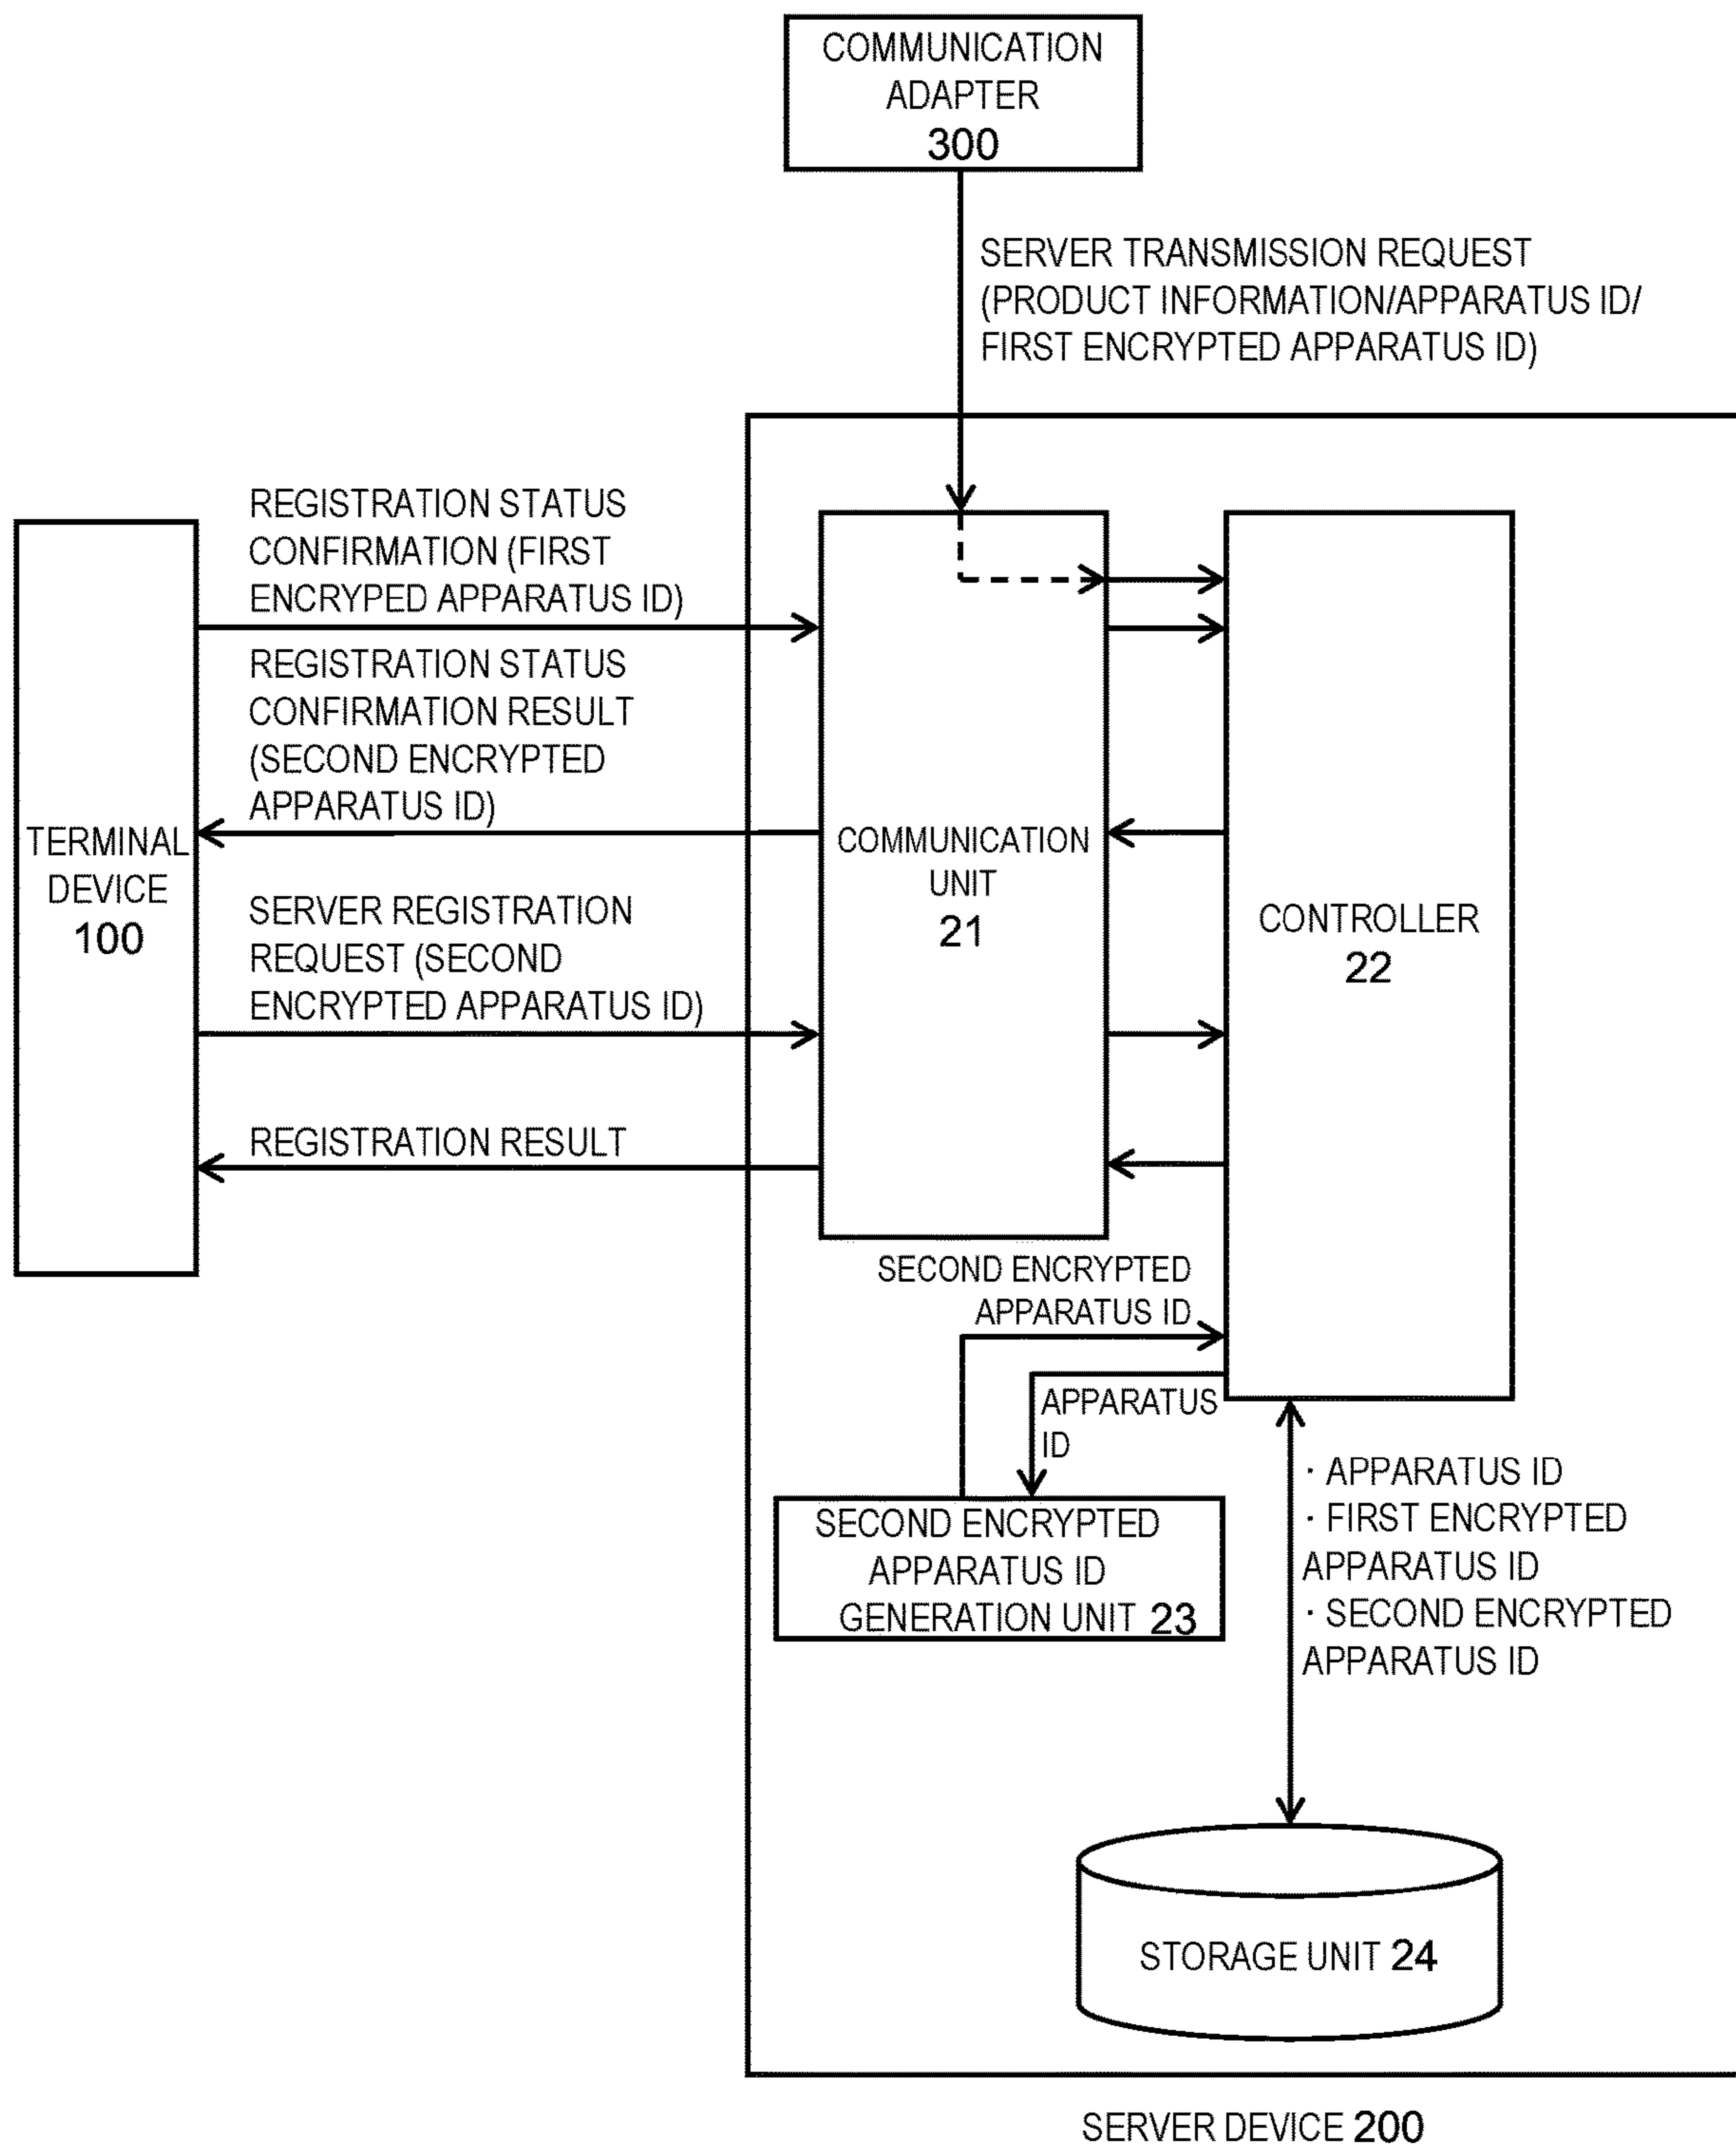 COMMUNICATION
ADAPTER
300
SERVER TRANSMISSION REQUEST
(PRODUCT INFORMATION/APPARATUS ID/
FIRST ENCRYPTED APPARATUS ID)
REGISTRATION STATUS
CONFIRMATION (FIRST
ENCRYPED APPARATUS ID)
REGISTRATION STATUS
CONFIRMATION RESULT
(SECOND ENCRYPTED
APPARATUS ID)
TERMINAL
DEVICE
100
SERVER REGISTRATION
REQUEST (SECOND
ENCRYPTED APPARATUS ID)
REGISTRATION RESULT
COMMUNICATION
UNIT
21
CONTROLLER
22
SECOND ENCRYPTED
APPARATUS ID
APPARATUS
ID
SECOND ENCRYPTED
APPARATUS ID
GENERATION UNIT 23
· APPARATUS ID
· FIRST ENCRYPTED
APPARATUS ID
· SECOND ENCRYPTED
APPARATUS ID
STORAGE UNIT 24
SERVER DEVICE 200